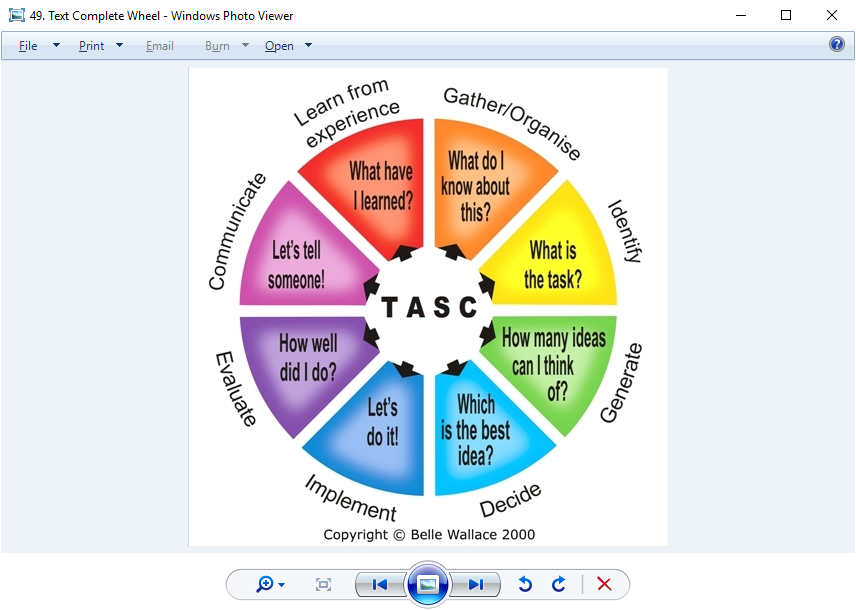 49. Text Complete Wheel - Windows Photo Viewer
File Print Email Burn Open
?
Learn from
experience
Gather/Organise
Identify
Generate
Decide
Implement
Evaluate
Communicate
What have
I learned?
What do I
know about
this?
What is
the task?
How many ideas
can I think
of?
Which
is the best
idea?
Let's
do it!
How well
did I do?
Let's tell
someone!
TASC
Copyright © Belle Wallace 2000